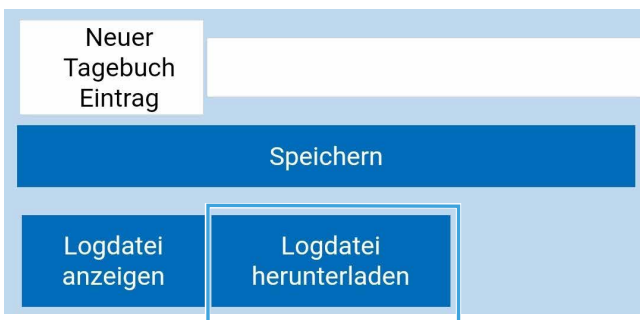 Neuer
Tagebuch
Eintrag
Speichern
Logdatei
anzeigen
Logdatei
herunterladen